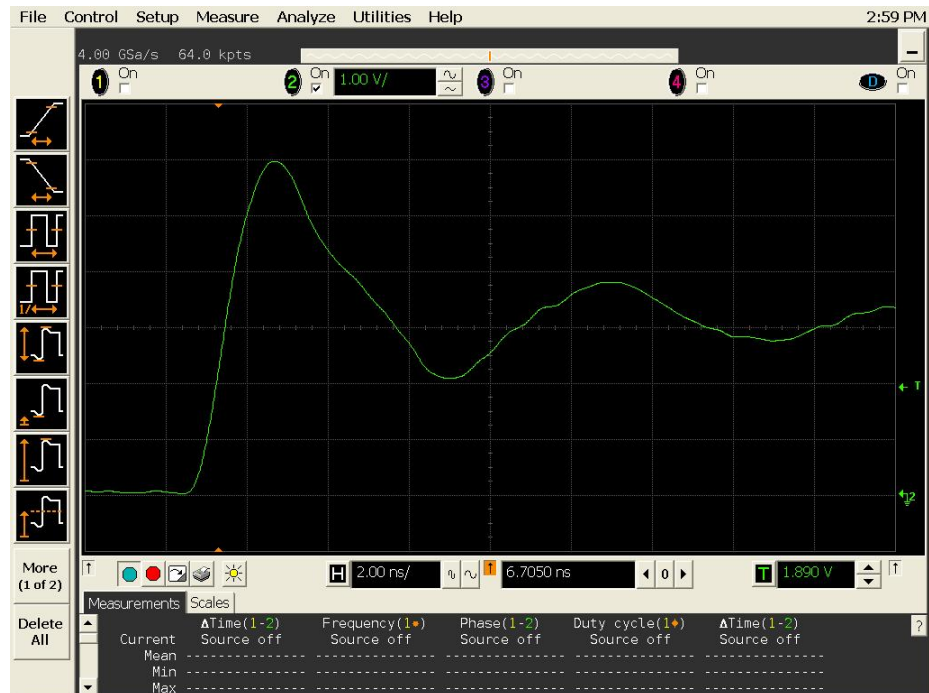 File Control Setup Measure Analyze Utilities Help 2:59 PM
4.00 GSa/s 64.0 kpts
1 On 2 On 1.00 V/ 3 On 4 On D On
1/
T
2
More
(1 of 2)
H 2.00 ns/ 6.7050 ns 0 T 1.890 V
Measurements Scales
Delete
All
ΔTime(1-2) Frequency(1) Phase(1-2) Duty cycle(1) ΔTime(1-2) ?
Current Source off Source off Source off Source off Source off
Mean --------------- --------------- --------------- --------------- ---------------
Min --------------- --------------- --------------- --------------- ---------------
Max --------------- --------------- --------------- --------------- ---------------